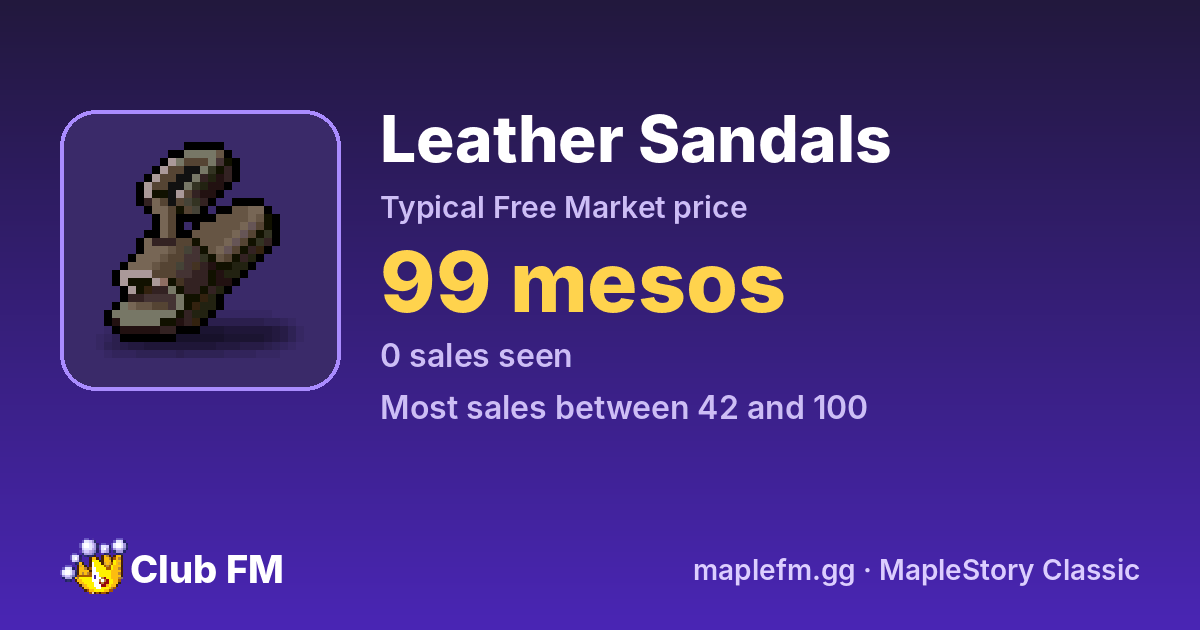 Leather Sandals
Typical Free Market price
99 mesos
0 sales seen
Most sales between 42 and 100
Club FM
maplefm.gg · MapleStory Classic